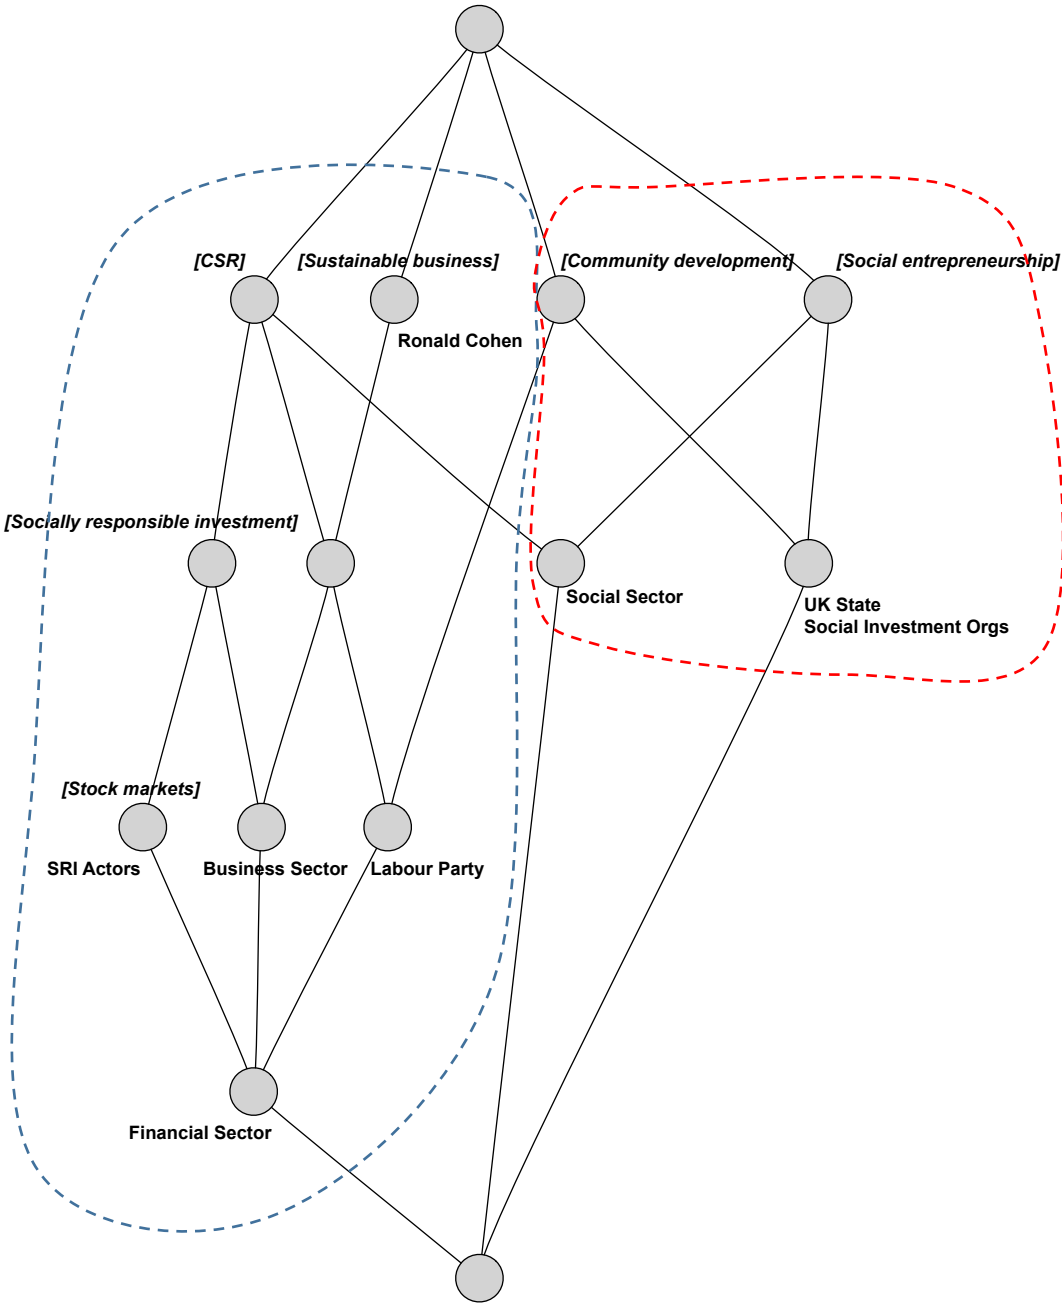 [CSR]
[Sustainable business]
[Community development]
[Social entrepreneurship]
Ronald Cohen
[Socially responsible investment]
Social Sector
UK State
Social Investment Orgs
[Stock markets]
SRI Actors
Business Sector
Labour Party
Financial Sector